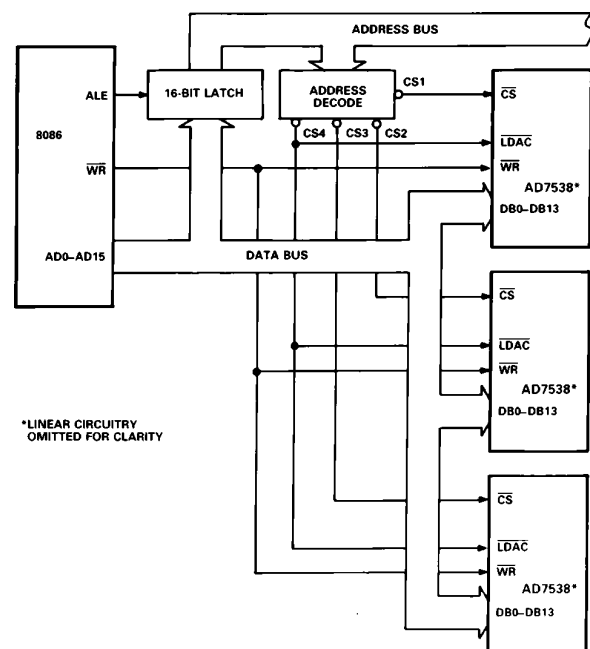 ADDRESS BUS
ALE
16-BIT LATCH
ADDRESS
DECODE
CS1
CS4 CS3 CS2
8086
WR
AD0–AD15
DATA BUS
CS
LDAC
WR
AD7538*
DB0–DB13
CS
LDAC
WR
AD7538*
DB0–DB13
CS
LDAC
WR
AD7538*
DB0–DB13
*LINEAR CIRCUITRY
OMITTED FOR CLARITY